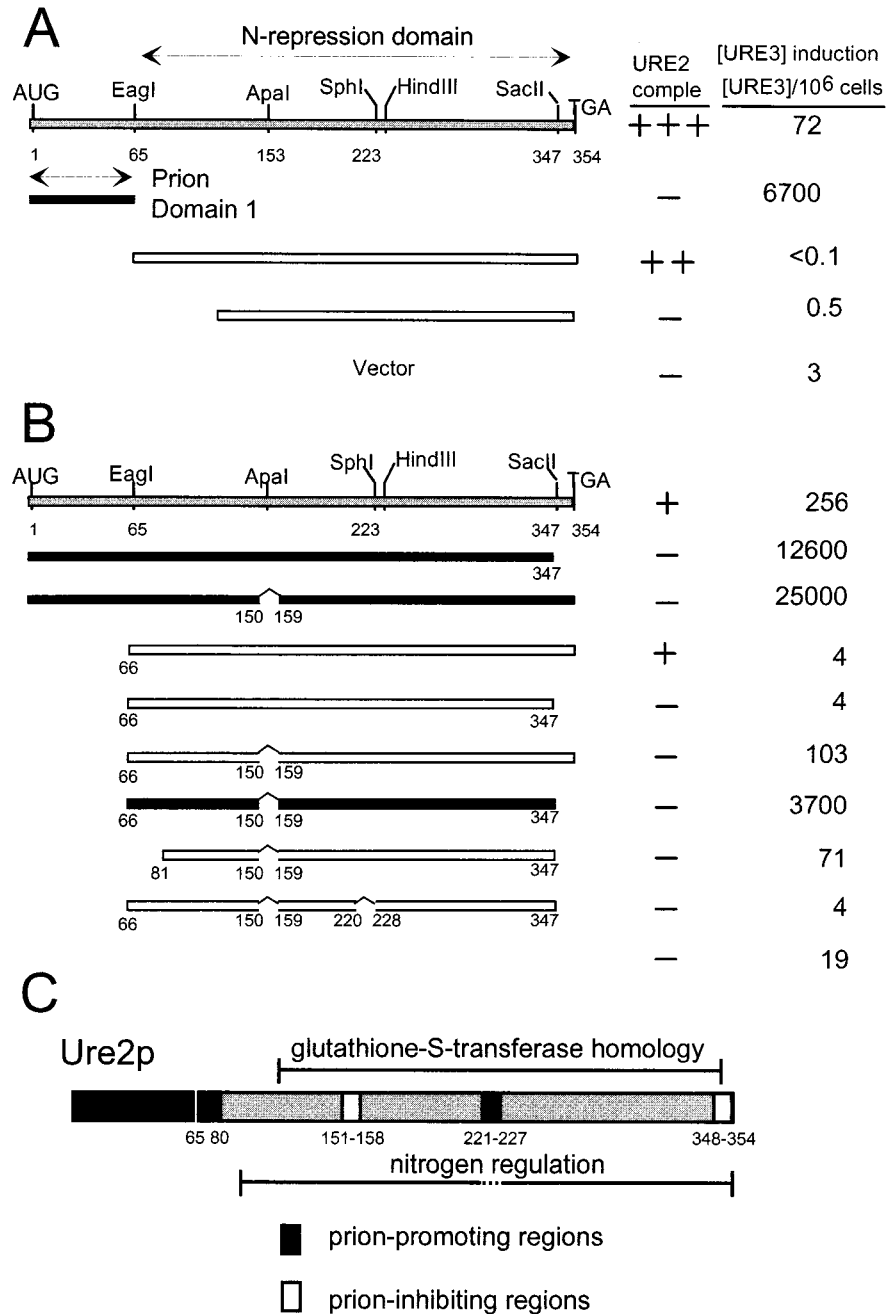 A
N-repression domain
URE2
comple
[URE3] induction
[URE3]/10⁶ cells
AUG EagI ApaI SphI HindIII SacII TGA
+ + + 72
1 65 153 223 347 354
Prion
Domain 1
— 6700
+ + <0.1
— 0.5
Vector — 3
B
AUG EagI ApaI SphI HindIII SacII TGA
+ 256
1 65 223 347 354
— 12600
347
— 25000
150 159
+ 4
66
— 4
66 347
— 103
66 150 159
— 3700
66 150 159 347
— 71
81 150 159 347
— 4
66 150 159 220 228 347
— 19
C
Ure2p
glutathione-S-transferase homology
65 80 151-158 221-227 348-354
nitrogen regulation
prion-promoting regions
prion-inhibiting regions